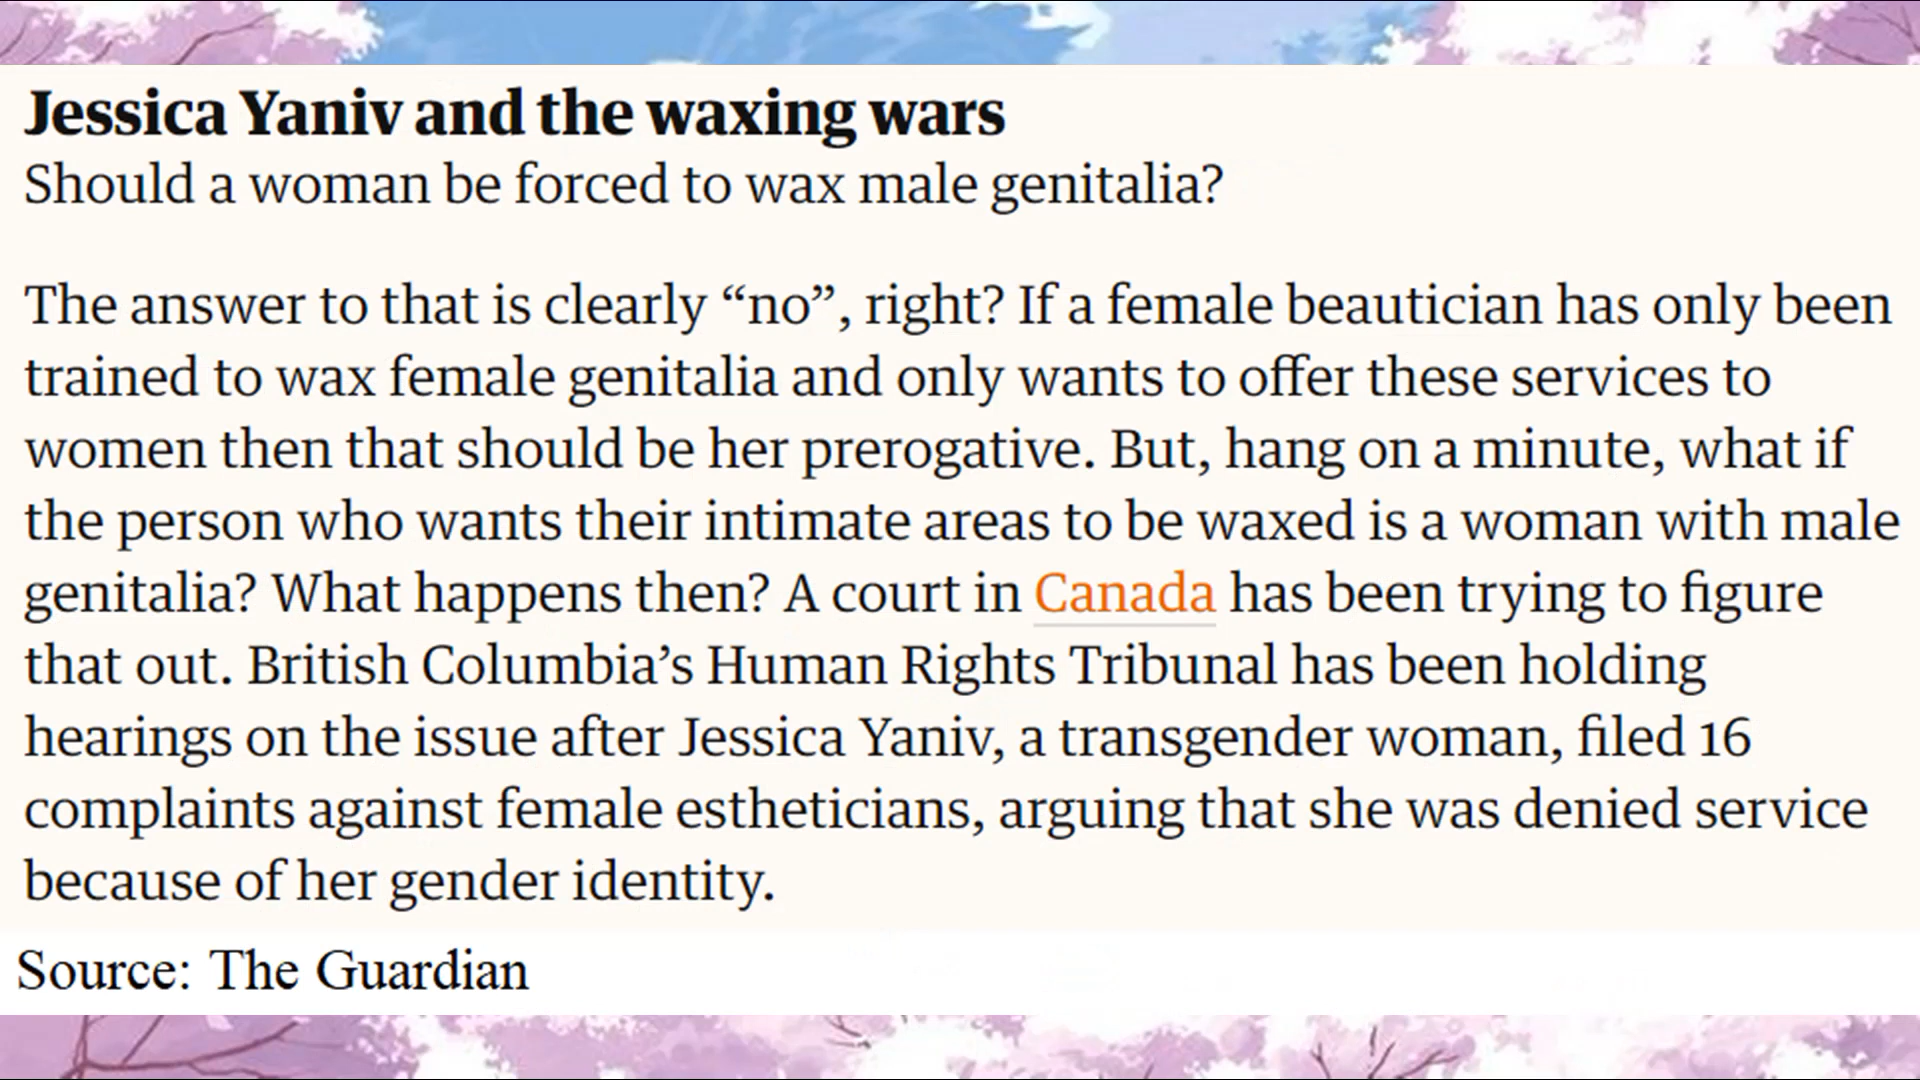 Jessica Yaniv and the waxing wars
Should a woman be forced to wax male genitalia?
The answer to that is clearly “no”, right? If a female beautician has only been
trained to wax female genitalia and only wants to offer these services to
women then that should be her prerogative. But, hang on a minute, what if
the person who wants their intimate areas to be waxed is a woman with male
genitalia? What happens then? A court in Canada has been trying to figure
that out. British Columbia’s Human Rights Tribunal has been holding
hearings on the issue after Jessica Yaniv, a transgender woman, filed 16
complaints against female estheticians, arguing that she was denied service
because of her gender identity.
Source: The Guardian